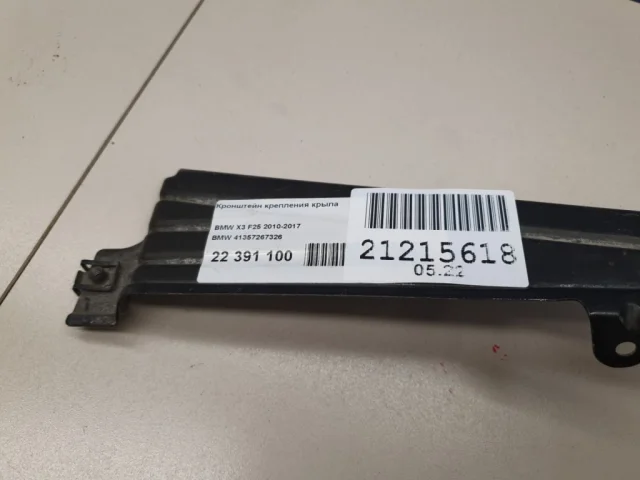 Кронштейн крепления крыла
BMW X3 F25 2010-2017
BMW 41357267326
22 391 100
21215618
05.22